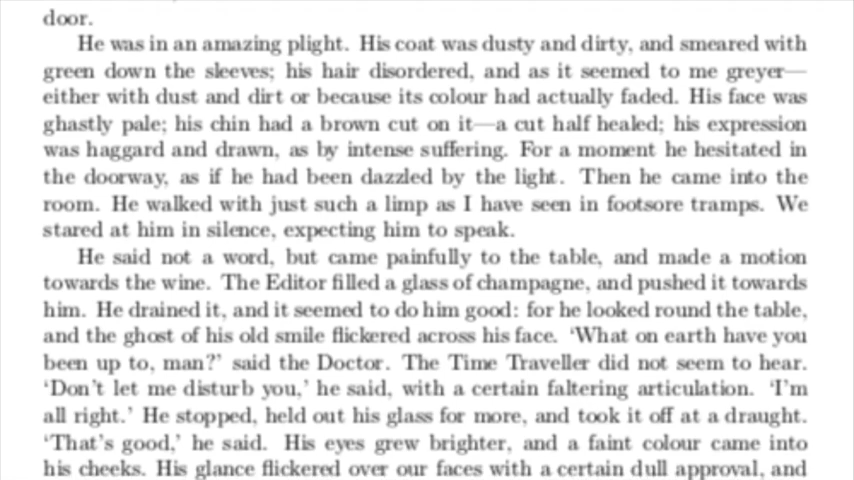 door.
He was in an amazing plight. His coat was dusty and dirty, and smeared with
green down the sleeves; his hair disordered, and as it seemed to me greyer—
either with dust and dirt or because its colour had actually faded. His face was
ghastly pale; his chin had a brown cut on it—a cut half healed; his expression
was haggard and drawn, as by intense suffering. For a moment he hesitated in
the doorway, as if he had been dazzled by the light. Then he came into the
room. He walked with just such a limp as I have seen in footsore tramps. We
stared at him in silence, expecting him to speak.
He said not a word, but came painfully to the table, and made a motion
towards the wine. The Editor filled a glass of champagne, and pushed it towards
him. He drained it, and it seemed to do him good: for he looked round the table,
and the ghost of his old smile flickered across his face. ‘What on earth have you
been up to, man?’ said the Doctor. The Time Traveller did not seem to hear.
‘Don’t let me disturb you,’ he said, with a certain faltering articulation. ‘I’m
all right.’ He stopped, held out his glass for more, and took it off at a draught.
‘That’s good,’ he said. His eyes grew brighter, and a faint colour came into
his cheeks. His glance flickered over our faces with a certain dull approval, and